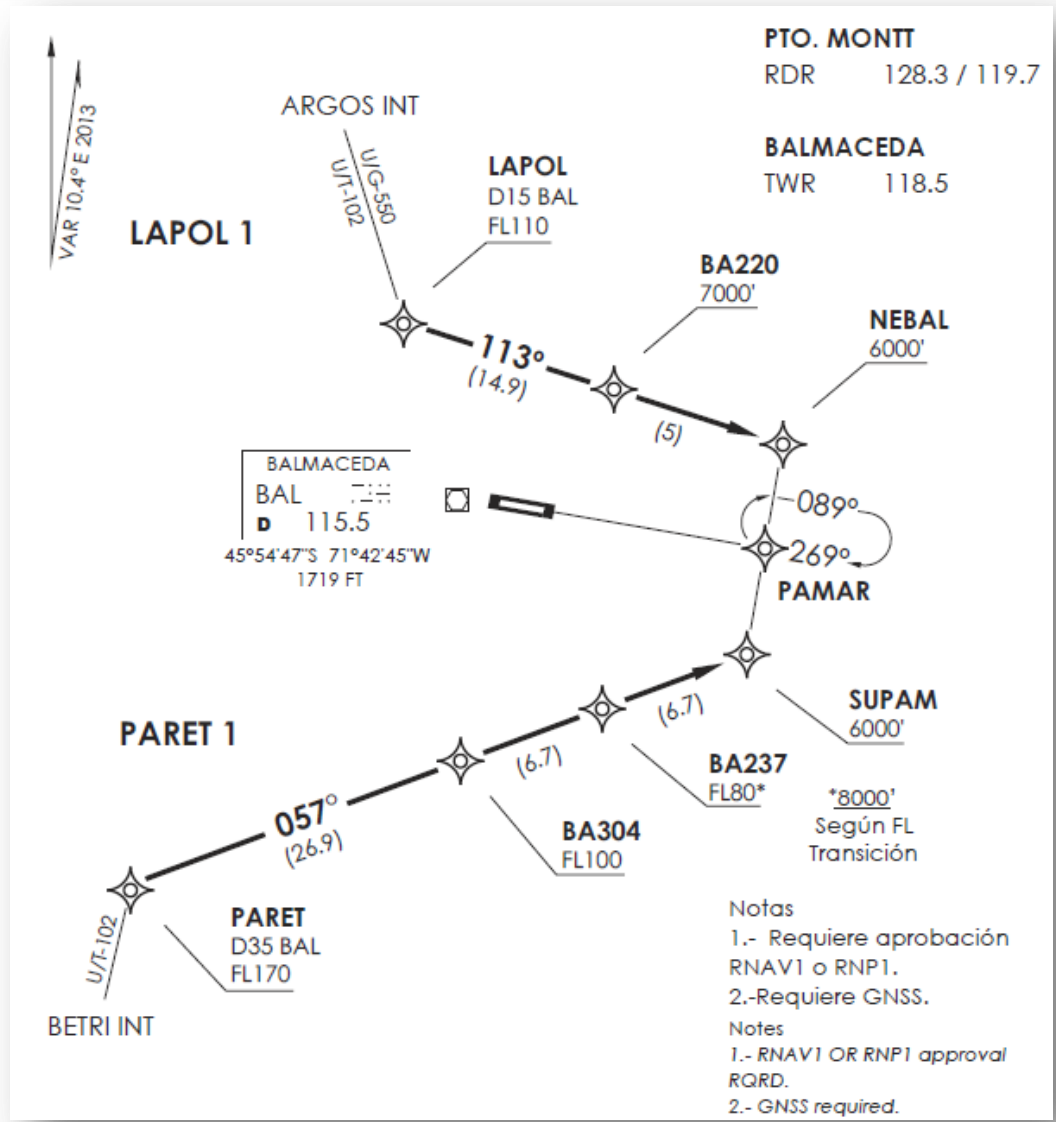 PTO. MONTT
RDR 128.3 / 119.7
BALMACEDA
TWR 118.5
VAR 10.4° E 2013
ARGOS INT
U/G-550
U/T-102
LAPOL 1
LAPOL
D15 BAL
FL110
BA220
7000'
NEBAL
6000'
113°
(14.9)
(5)
BALMACEDA
BAL
D 115.5
45°54'47"S 71°42'45"W
1719 FT
089°
269°
PAMAR
PARET 1
SUPAM
6000'
(6.7)
(6.7)
BA237
FL80*
*8000'
Según FL
Transición
057°
(26.9)
BA304
FL100
PARET
D35 BAL
FL170
U/T-102
BETRI INT
Notas
1.- Requiere aprobación
RNAV1 o RNP1.
2.-Requiere GNSS.
Notes
1.- RNAV1 OR RNP1 approval
RQRD.
2.- GNSS required.